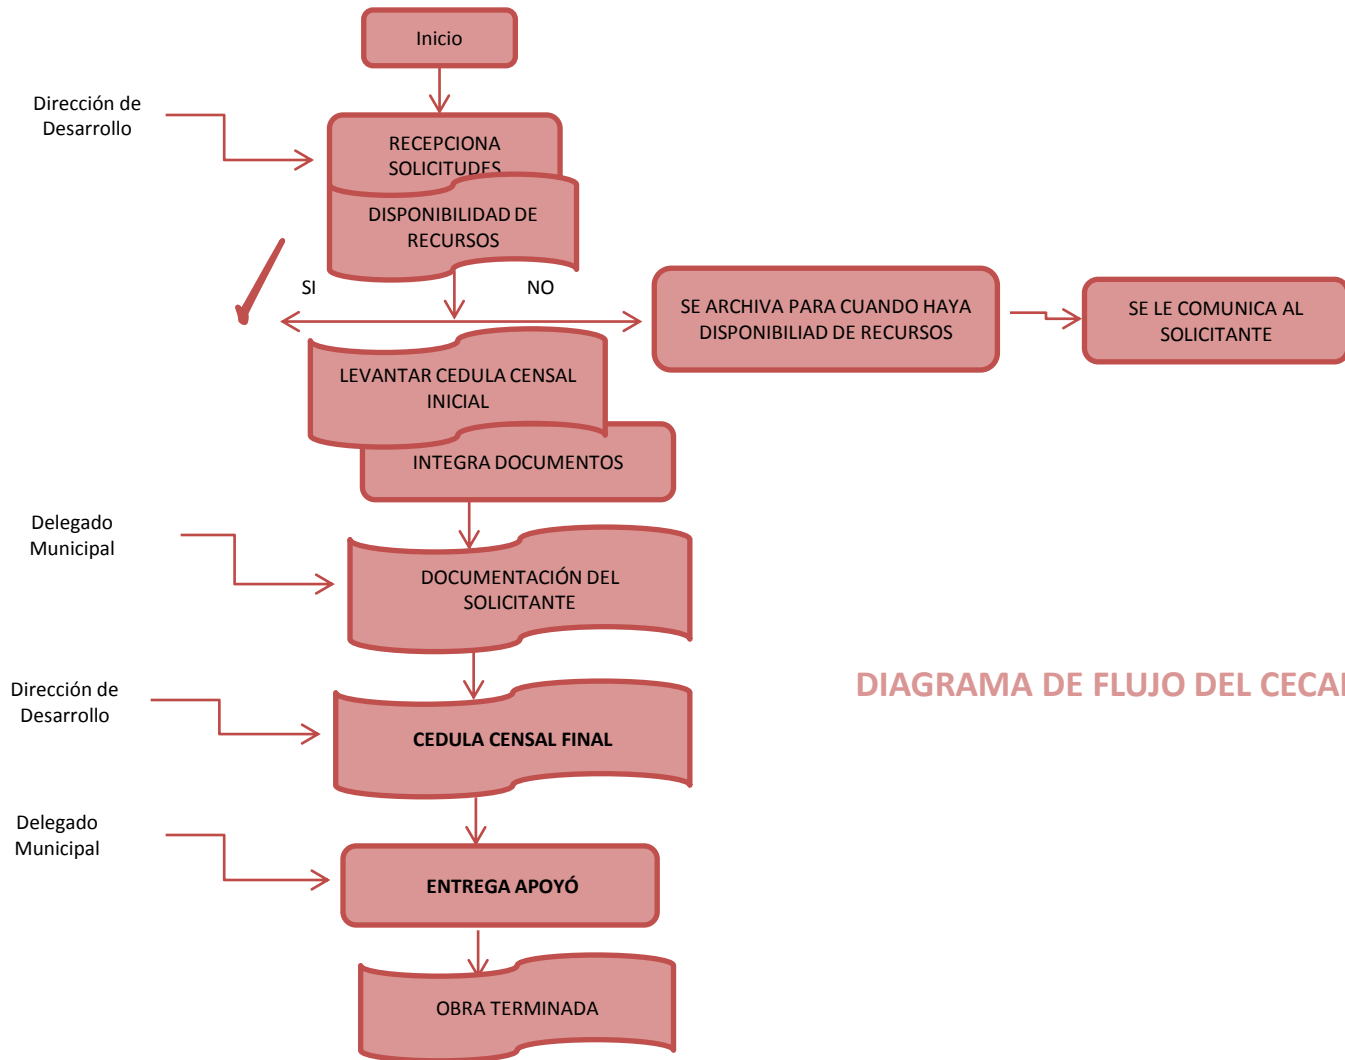 Inicio
Dirección de
Desarrollo
RECEPCIONA
SOLICITUDES
DISPONIBILIDAD DE
RECURSOS
SI
NO
SE ARCHIVA PARA CUANDO HAYA
DISPONIBILIAD DE RECURSOS
SE LE COMUNICA AL
SOLICITANTE
LEVANTAR CEDULA CENSAL
INICIAL
INTEGRA DOCUMENTOS
Delegado
Municipal
DOCUMENTACIÓN DEL
SOLICITANTE
DIAGRAMA DE FLUJO DEL
Dirección de
Desarrollo
CEDULA CENSAL FINAL
Delegado
Municipal
ENTREGA APOYÓ
OBRA TERMINADA